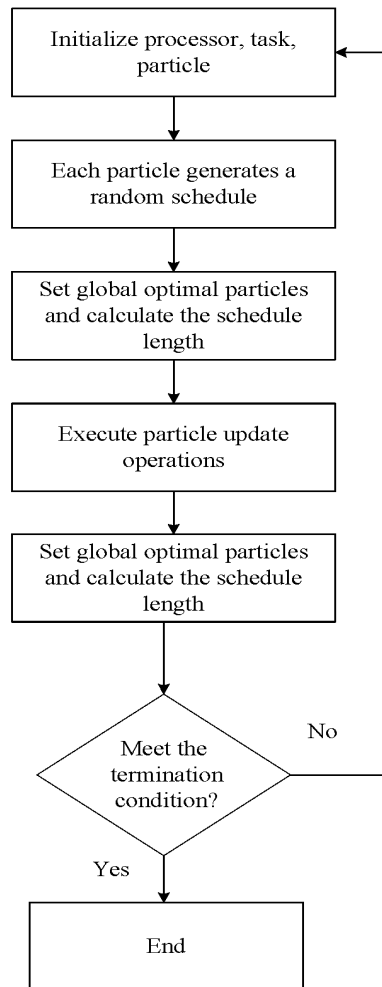 Initialize processor, task,
particle
Each particle generates a
random schedule
Set global optimal particles
and calculate the schedule
length
Execute particle update
operations
Set global optimal particles
and calculate the schedule
length
No
Meet the
termination
condition?
Yes
End